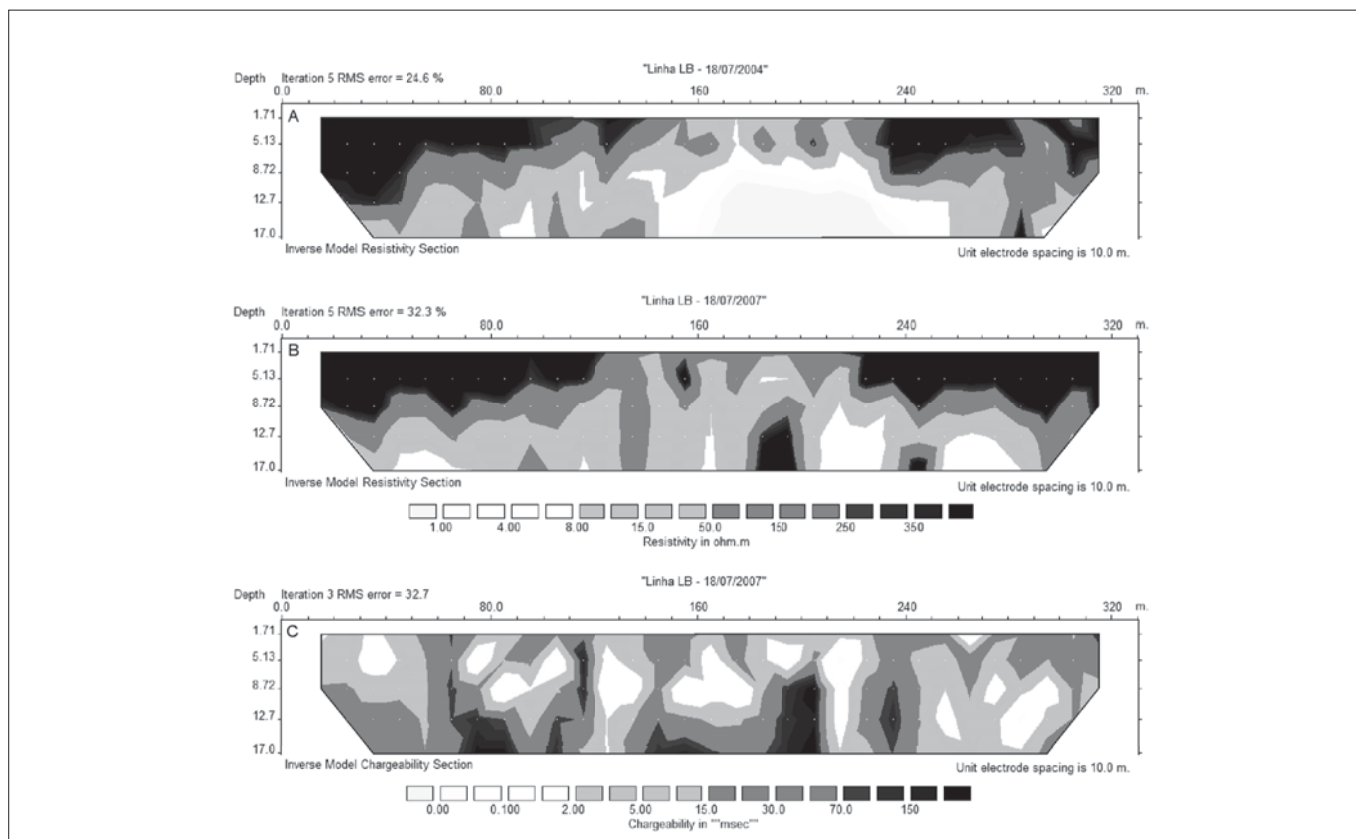 "Linha LB - 18/07/2004"
Depth Iteration 5 RMS error = 24.6 %
0.0 80.0 160 240 320 m.
A
1.71
5.13
8.72
12.7
17.0
Inverse Model Resistivity Section Unit electrode spacing is 10.0 m.
"Linha LB - 18/07/2007"
Depth Iteration 5 RMS error = 32.3 %
0.0 80.0 160 240 320 m.
B
1.71
5.13
8.72
12.7
17.0
Inverse Model Resistivity Section Unit electrode spacing is 10.0 m.
1.00 4.00 8.00 15.0 50.0 150 250 350
Resistivity in ohm.m
"Linha LB - 18/07/2007"
Depth Iteration 3 RMS error = 32.7
0.0 80.0 160 240 320 m.
C
1.71
5.13
8.72
12.7
17.0
Inverse Model Chargeability Section Unit electrode spacing is 10.0 m.
0.00 0.100 2.00 5.00 15.0 30.0 70.0 150
Chargeability in ""msec""